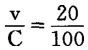 v/C = 20/100